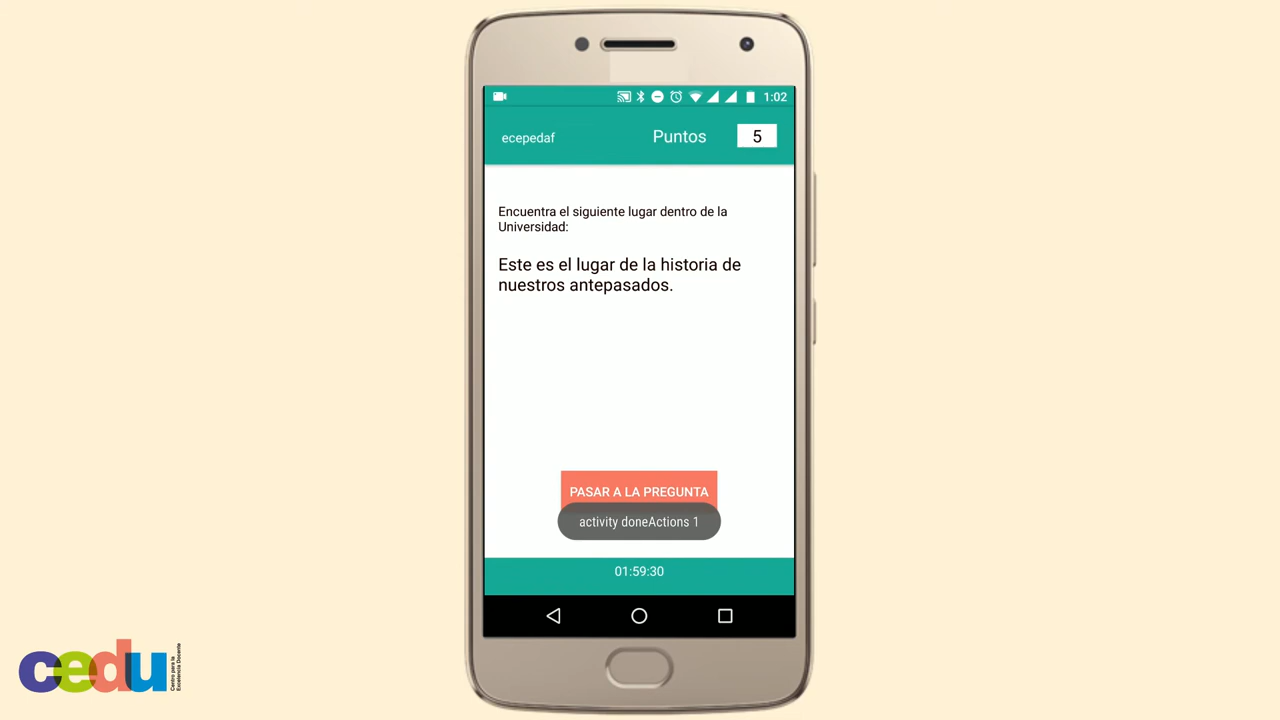 1:02
ecepedaf
Puntos
5
Encuentra el siguiente lugar dentro de la
Universidad:
Este es el lugar de la historia de
nuestros antepasados.
PASAR A LA PREGUNTA
activity doneActions 1
01:59:30
cedu
Centro para la
Excelencia Docente